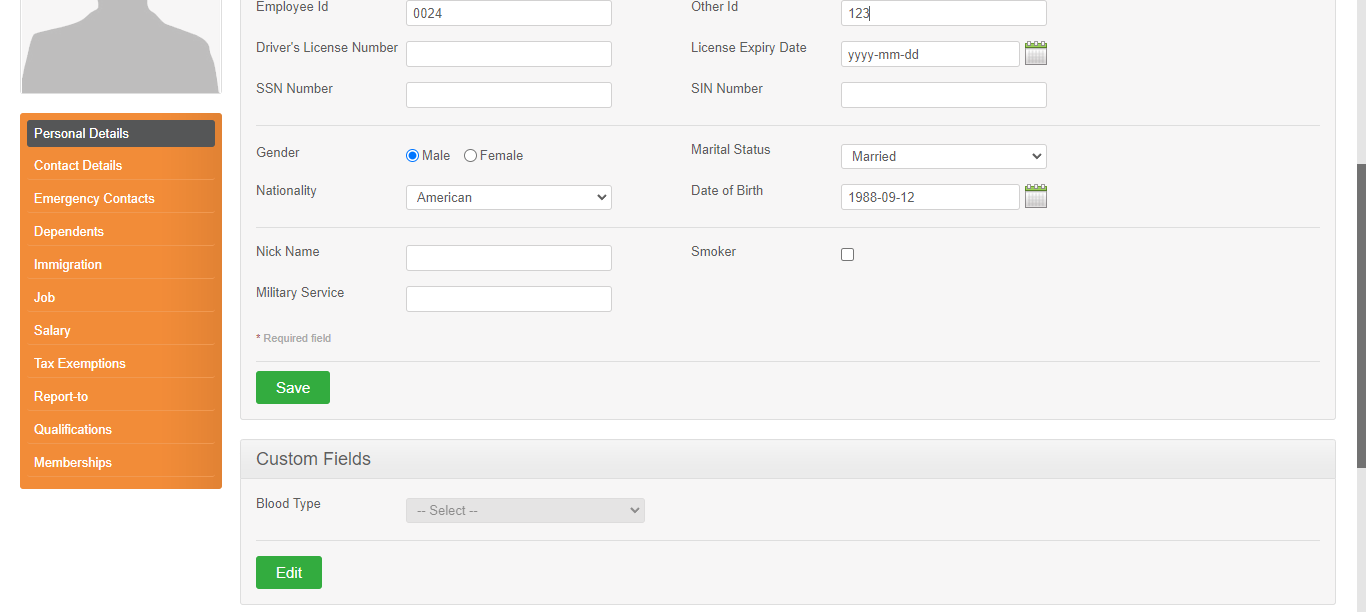 Employee Id 0024 Other Id 123
Driver's License Number License Expiry Date yyyy-mm-dd
SSN Number SIN Number
Gender Male Female Marital Status Married
Nationality American Date of Birth 1988-09-12
Nick Name Smoker
Military Service
* Required field
Save
Personal Details
Contact Details
Emergency Contacts
Dependents
Immigration
Job
Salary
Tax Exemptions
Report-to
Qualifications
Memberships
Custom Fields
Blood Type -- Select --
Edit